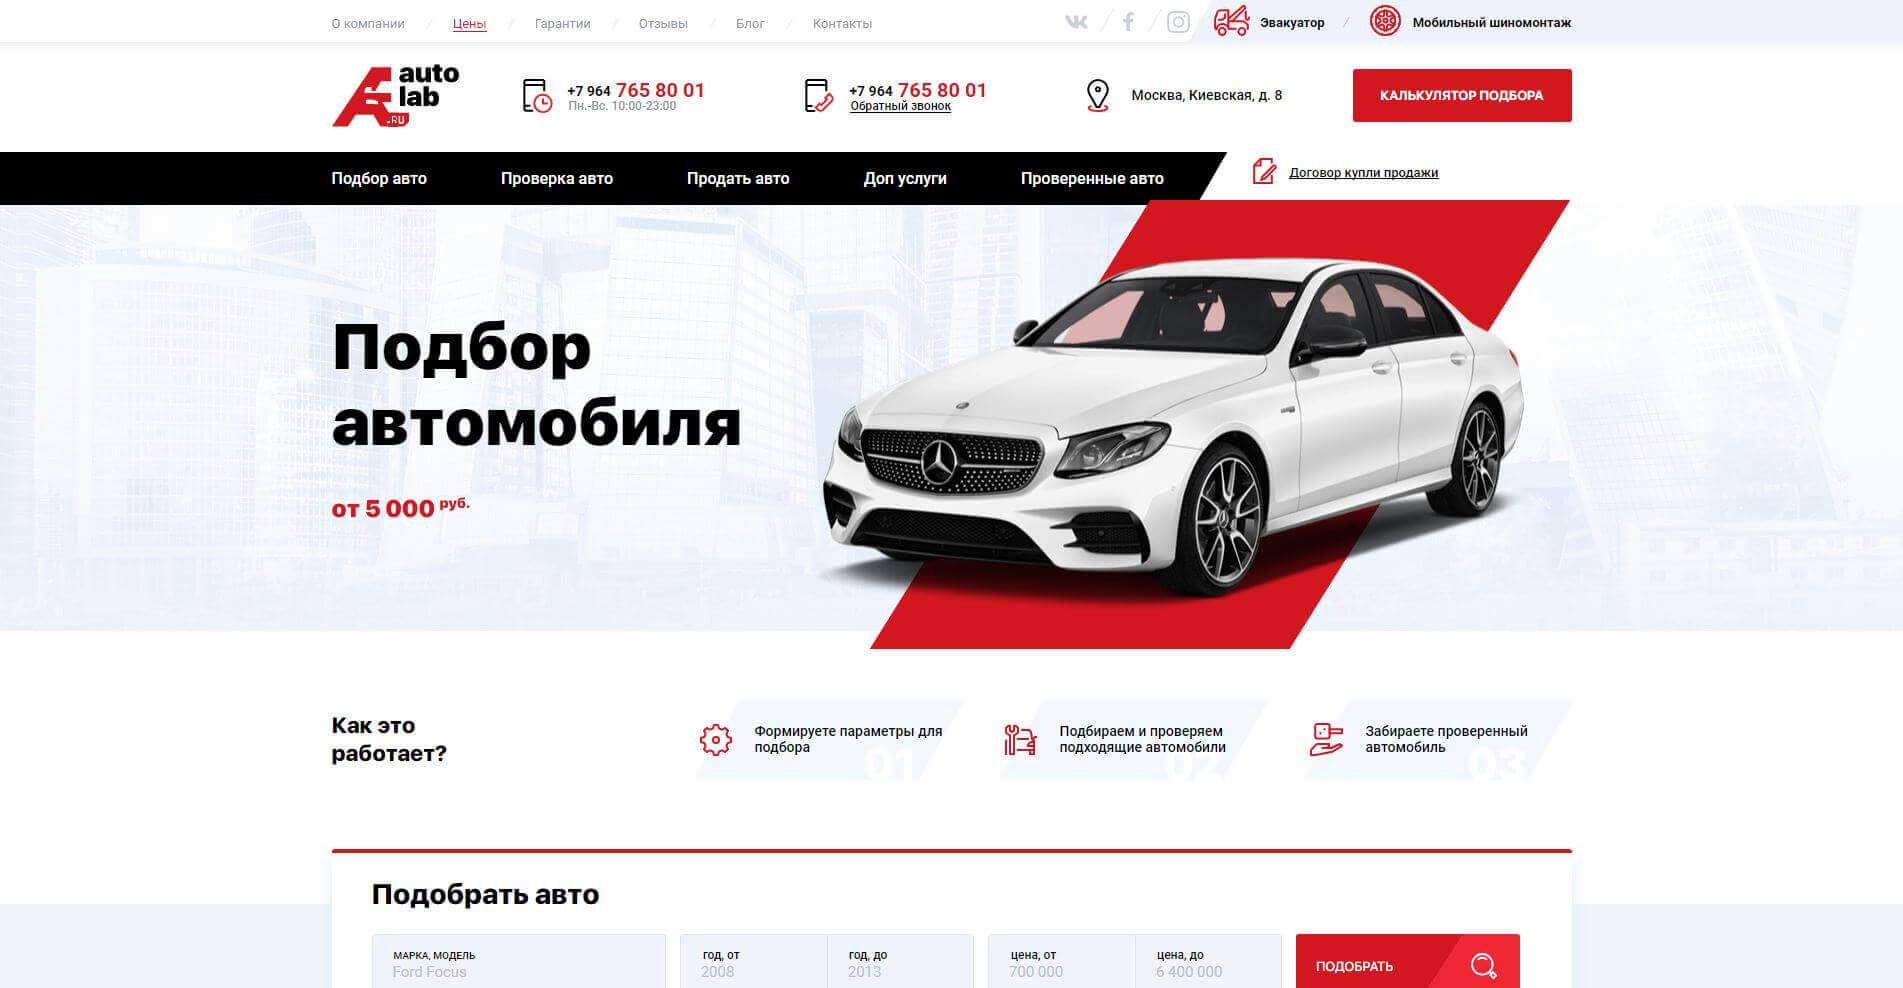 О компании / Цены / Гарантии / Отзывы / Блог / Контакты
Эвакуатор / Мобильный шиномонтаж
auto
lab
.RU
+7 964 765 80 01
Пн.-Вс. 10:00-23:00
+7 964 765 80 01
Обратный звонок
Москва, Киевская, д. 8
КАЛЬКУЛЯТОР ПОДБОРА
Подбор авто
Проверка авто
Продать авто
Доп услуги
Проверенные авто
Договор купли продажи
Подбор
автомобиля
от 5 000 руб.
Как это
работает?
Формируете параметры для
подбора
01
Подбираем и проверяем
подходящие автомобили
02
Забираете проверенный
автомобиль
03
Подобрать авто
МАРКА, МОДЕЛЬ
Ford Focus
год, от
2008
год, до
2013
цена, от
700 000
цена, до
6 400 000
ПОДОБРАТЬ